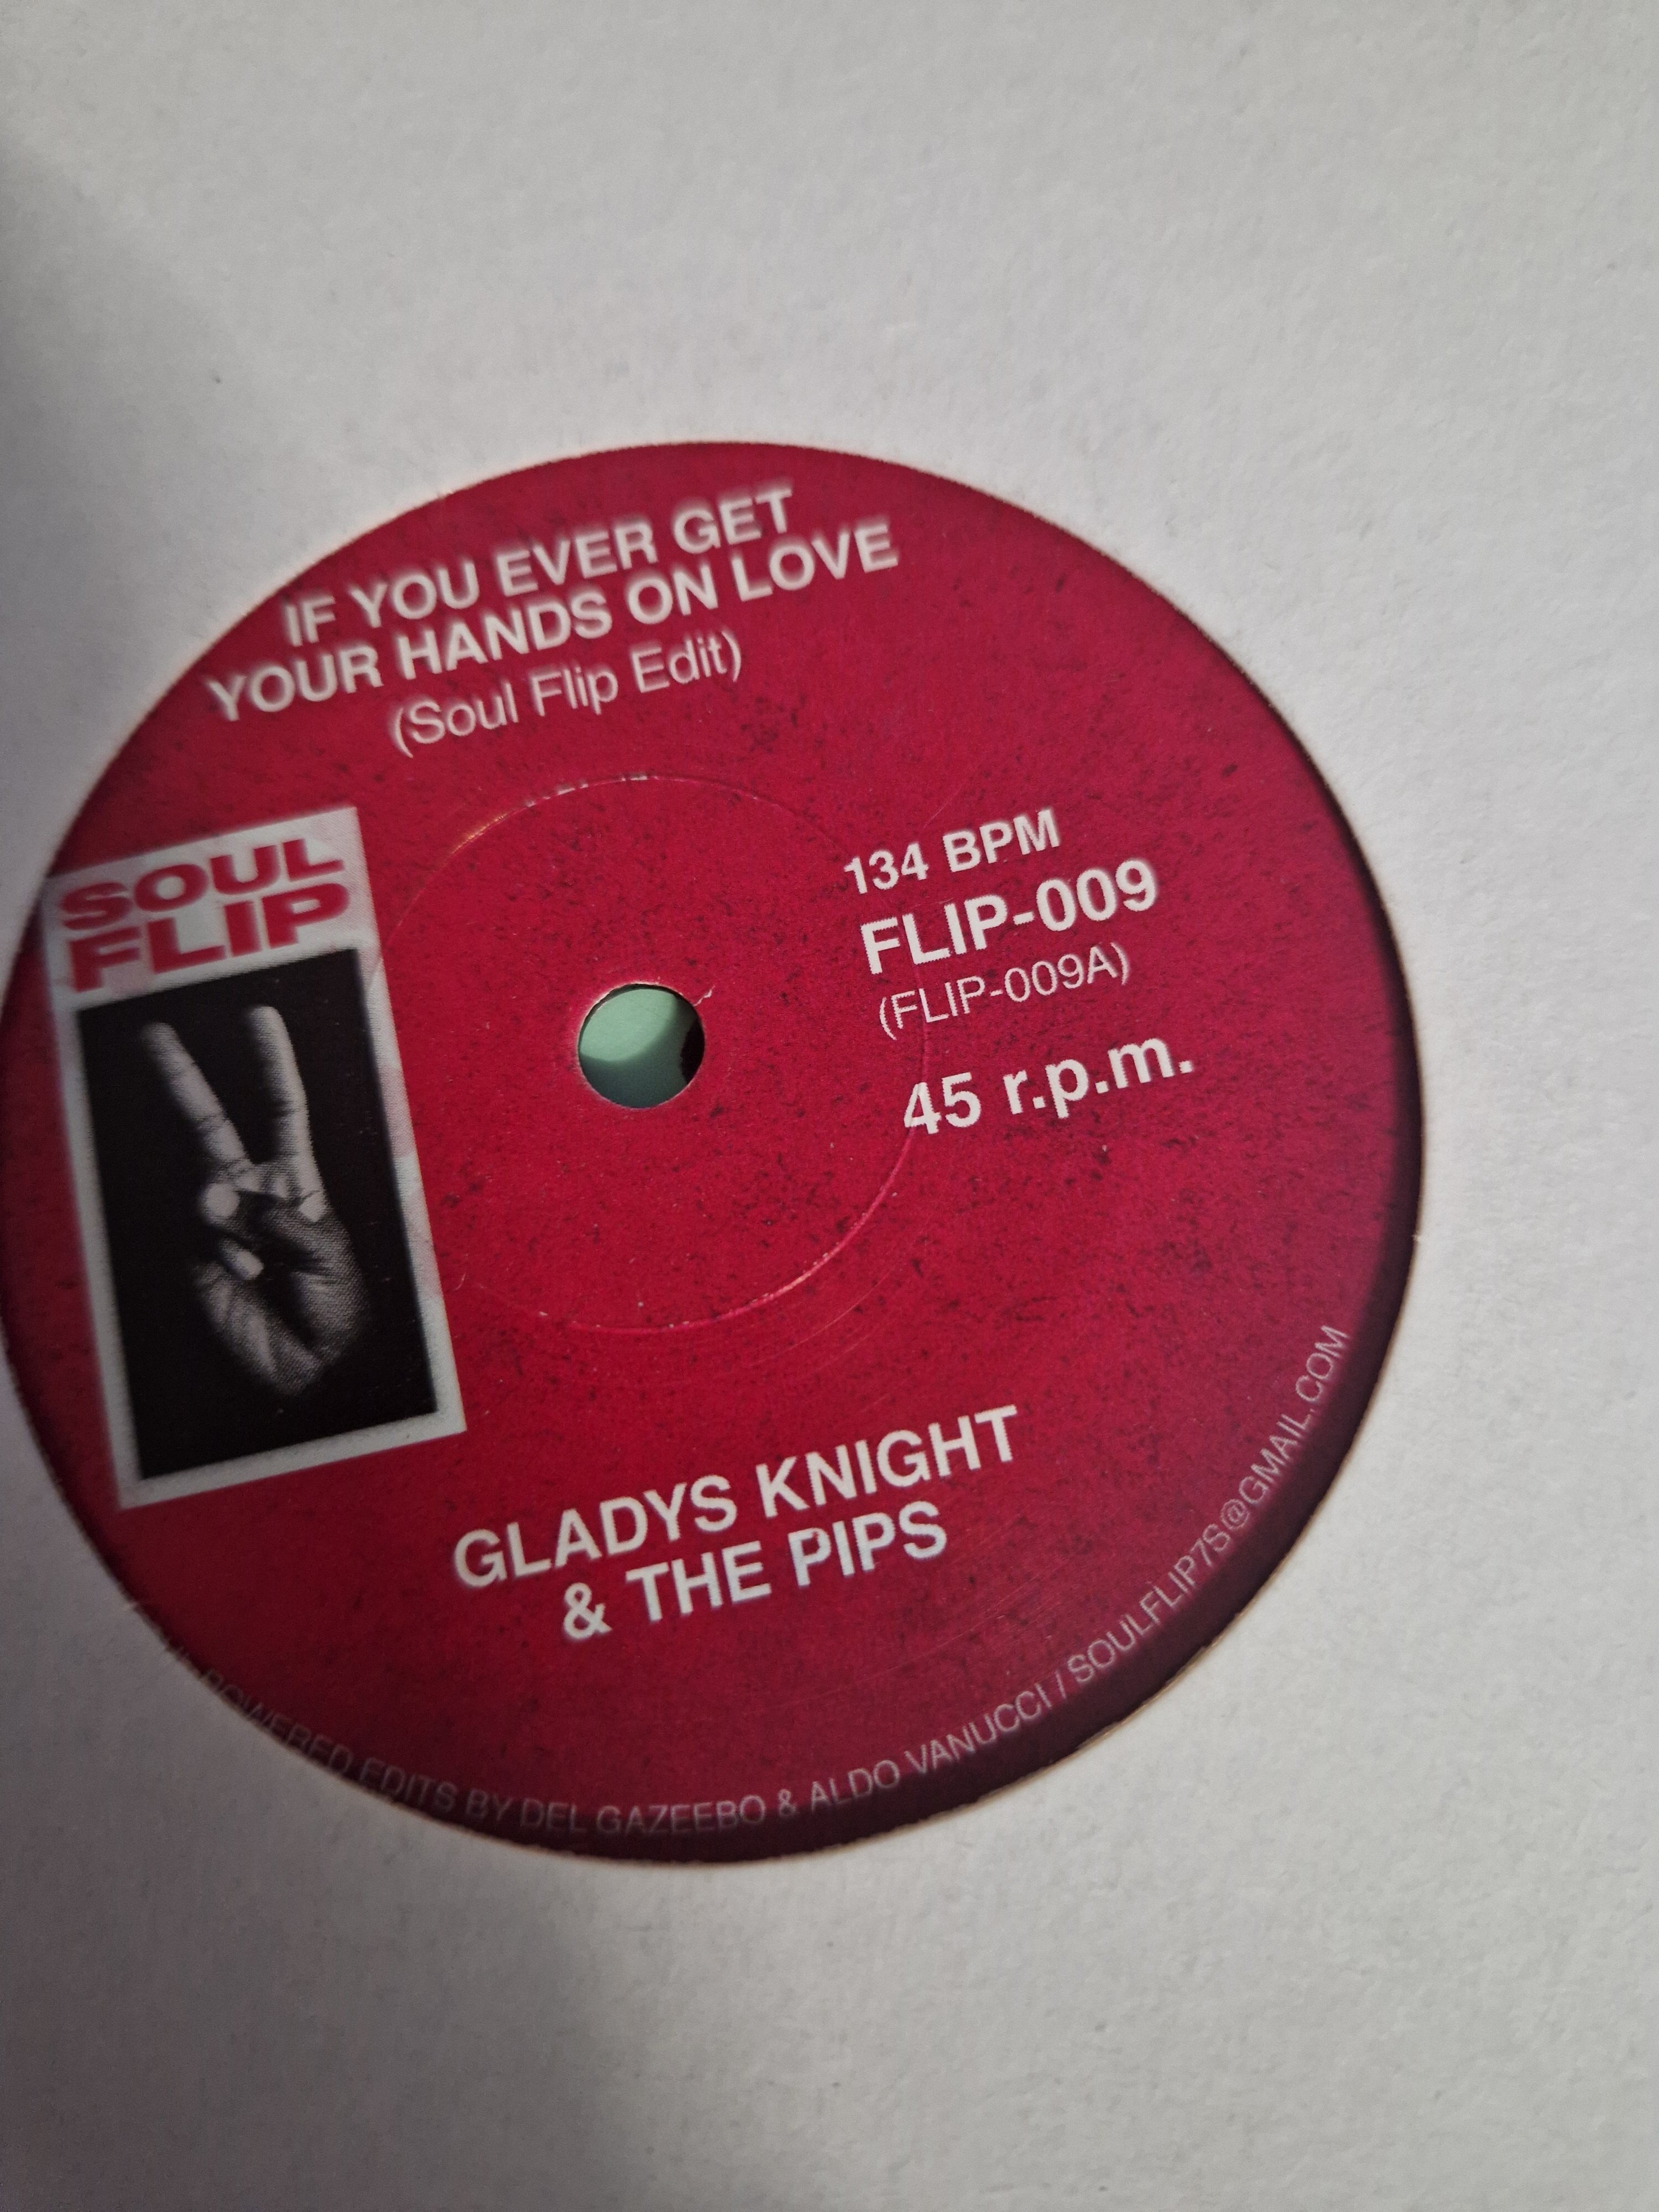 IF YOU EVER GET
YOUR HANDS ON LOVE
(Soul Flip Edit)
SOUL
FLIP
134 BPM
FLIP-009
(FLIP-009A)
45 r.p.m.
GLADYS KNIGHT
& THE PIPS
POWERED EDITS BY DEL GAZEEBO & ALDO VANUCCI / SOULFLIP7S@GMAIL.COM